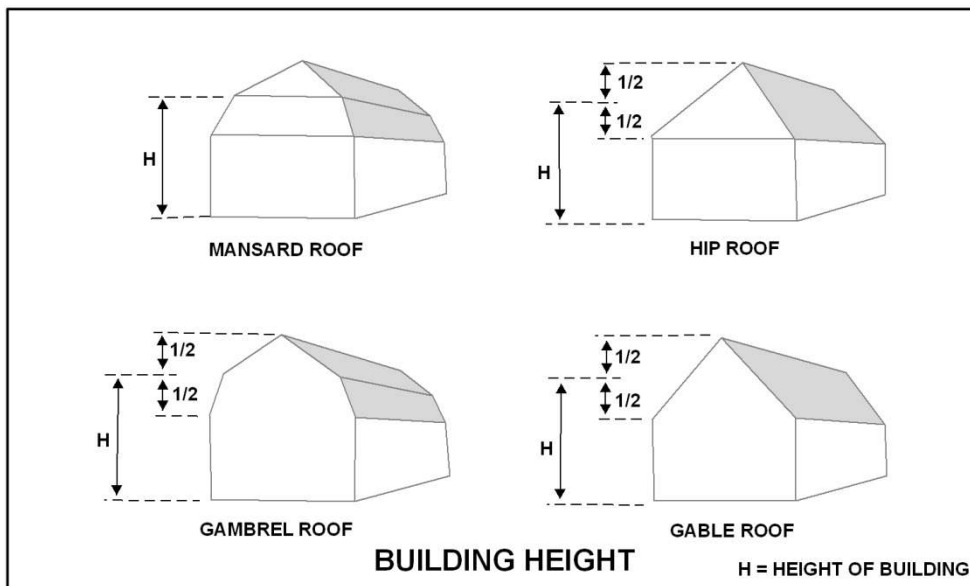 1/2
1/2
H
H
MANSARD ROOF
HIP ROOF
1/2
1/2
1/2
1/2
H
H
GAMBREL ROOF
GABLE ROOF
BUILDING HEIGHT
H = HEIGHT OF BUILDING